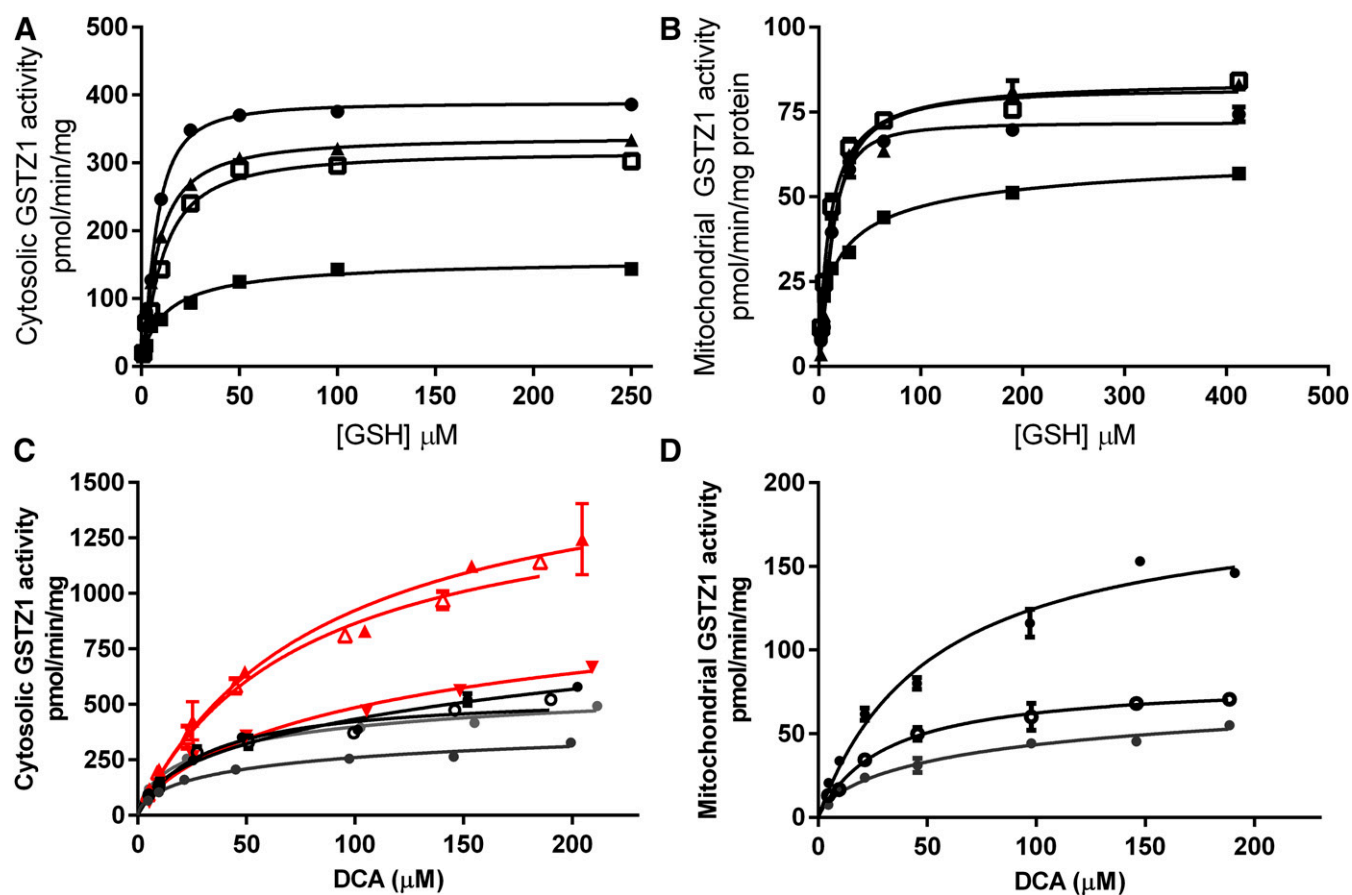 A
Cytosolic GSTZ1 activity
pmol/min/mg
500
400
300
200
100
0
0 50 100 150 200 250
[GSH] μM
B
Mitochondrial GSTZ1 activity
pmol/min/mg protein
100
75
50
25
0
0 100 200 300 400 500
[GSH] μM
C
Cytosolic GSTZ1 activity
pmol/min/mg
1500
1250
1000
750
500
250
0
0 50 100 150 200
DCA (μM)
D
Mitochondrial GSTZ1 activity
pmol/min/mg
200
150
100
50
0
0 50 100 150 200
DCA (μM)